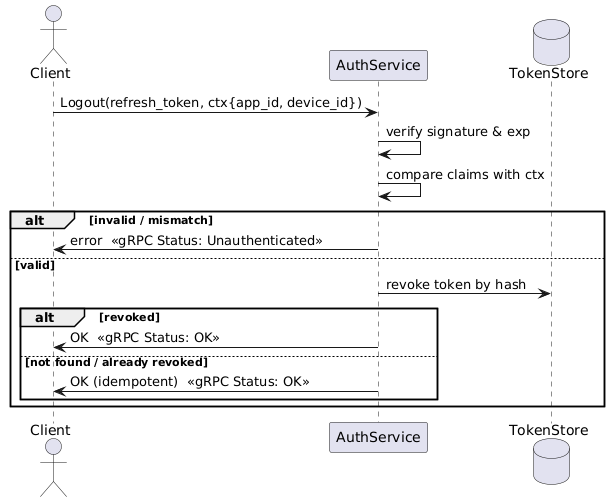 Client
AuthService
TokenStore
Logout(refresh_token, ctx{app_id, device_id})
verify signature & exp
compare claims with ctx
alt [invalid / mismatch]
error «gRPC Status: Unauthenticated»
[valid]
revoke token by hash
alt [revoked]
OK «gRPC Status: OK»
[not found / already revoked]
OK (idempotent) «gRPC Status: OK»
Client
AuthService
TokenStore